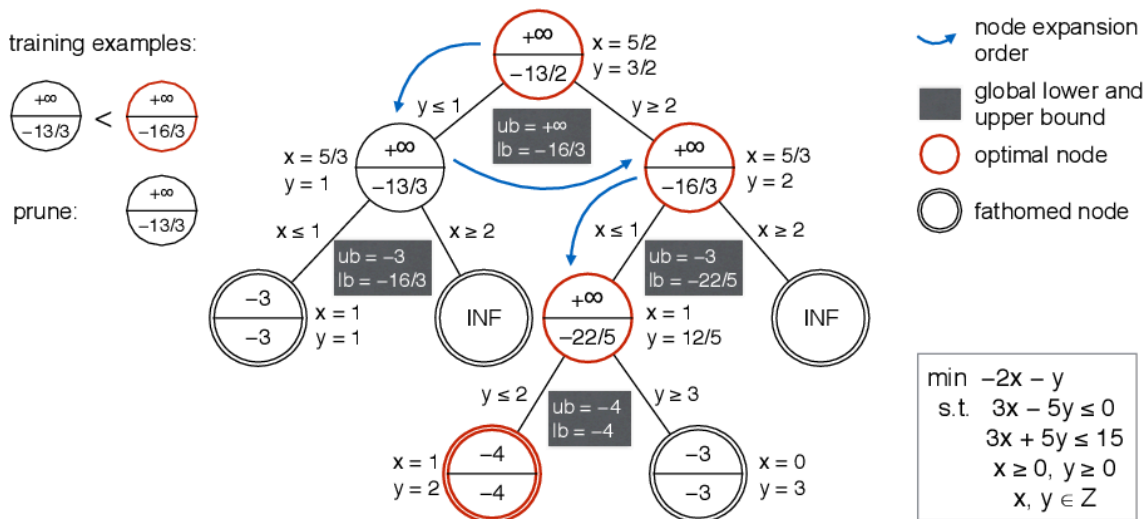 training examples:
+∞
−13/3
<
+∞
−16/3
prune:
+∞
−13/3
+∞
−13/2
x = 5/2
y = 3/2
y ≤ 1
y ≥ 2
ub = +∞
lb = −16/3
x = 5/3
y = 1
+∞
−13/3
+∞
−16/3
x = 5/3
y = 2
x ≤ 1
x ≥ 2
ub = −3
lb = −16/3
x ≤ 1
x ≥ 2
ub = −3
lb = −22/5
−3
−3
x = 1
y = 1
INF
+∞
−22/5
x = 1
y = 12/5
INF
y ≤ 2
y ≥ 3
ub = −4
lb = −4
x = 1
y = 2
−4
−4
−3
−3
x = 0
y = 3
node expansion
order
global lower and
upper bound
optimal node
fathomed node
min −2x − y
s.t. 3x − 5y ≤ 0
3x + 5y ≤ 15
x ≥ 0, y ≥ 0
x, y ∈ Z